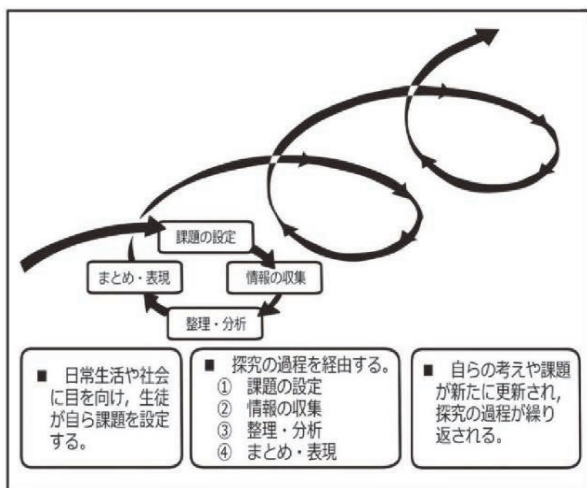 課題の設定
まとめ・表現
情報の収集
整理・分析
■ 日常生活や社会
に目を向け，生徒
が自ら課題を設定
する。
■ 探究の過程を経由する。
① 課題の設定
② 情報の収集
③ 整理・分析
④ まとめ・表現
■ 自らの考えや課題
が新たに更新され，
探究の過程が繰り
返される。